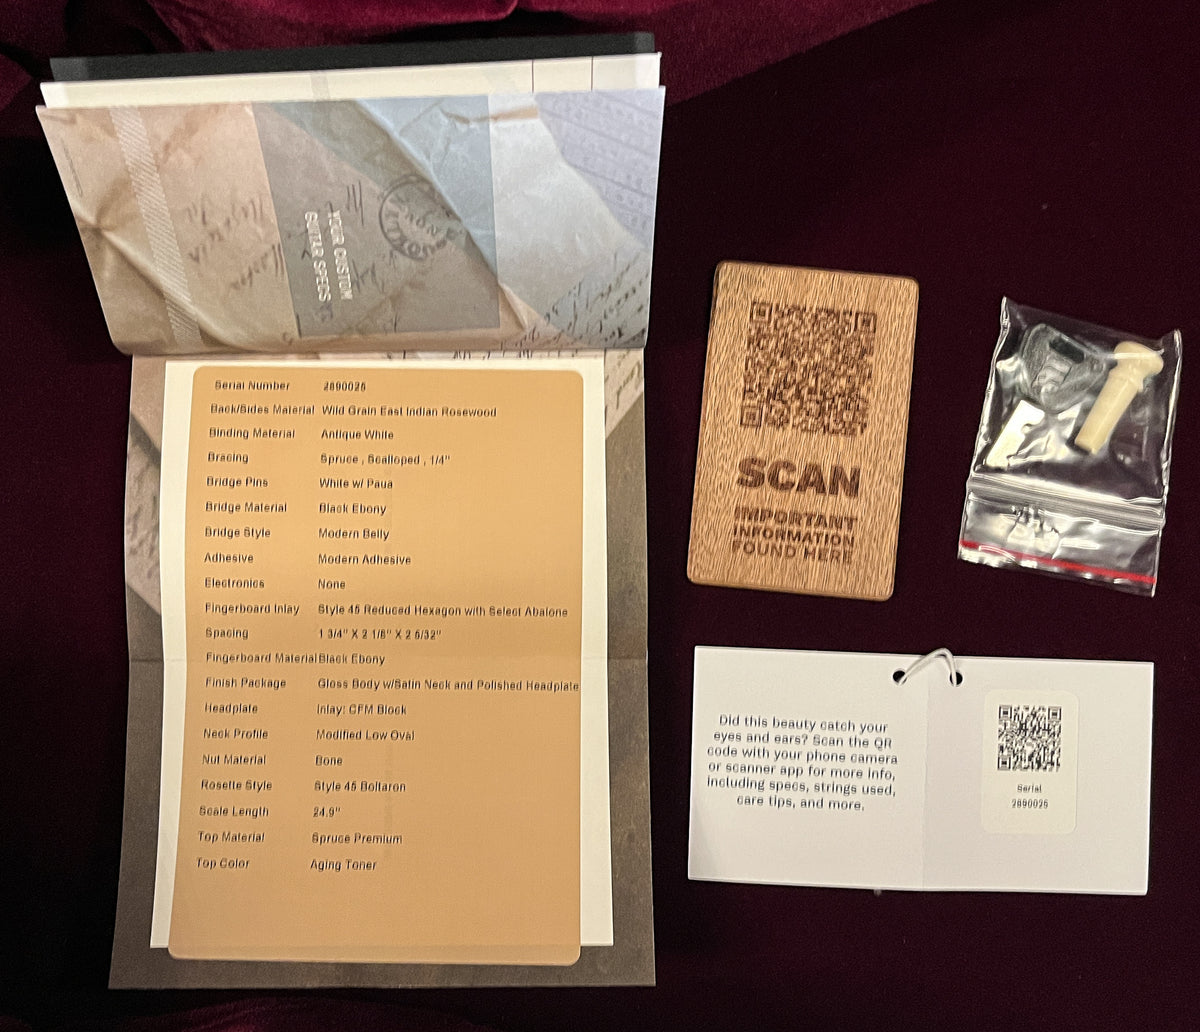 YOUR CUSTOM
GUITAR SPECS
Serial Number 2890025
Back/Sides Material Wild Grain East Indian Rosewood
Binding Material Antique White
Bracing Spruce , Scalloped , 1/4"
Bridge Pins White w/ Paua
Bridge Material Black Ebony
Bridge Style Modern Belly
Adhesive Modern Adhesive
Electronics None
Fingerboard Inlay Style 45 Reduced Hexagon with Select Abalone
Spacing 1 3/4" X 2 1/8" X 2 5/32"
Fingerboard Material Black Ebony
Finish Package Gloss Body w/Satin Neck and Polished Headplate
Headplate Inlay: CFM Block
Neck Profile Modified Low Oval
Nut Material Bone
Rosette Style Style 45 Boltaron
Scale Length 24.9"
Top Material Spruce Premium
Top Color Aging Toner
SCAN
IMPORTANT
INFORMATION
FOUND HERE
Did this beauty catch your
eyes and ears? Scan the QR
code with your phone camera
or scanner app for more info,
including specs, strings used,
care tips, and more.
Serial
2890025